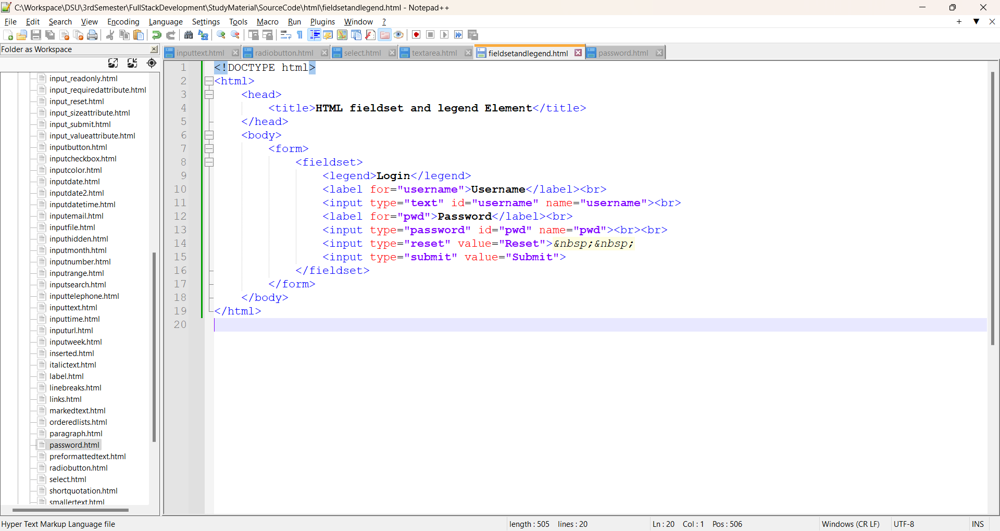 C:\Workspace\DSU\3rdSemester\FullStackDevelopment\StudyMaterial\SourceCode\html\fieldsetandlegend.html - Notepad++
File Edit Search View Encoding Language Settings Tools Macro Run Plugins Window ?
Folder as Workspace
inputtext.html radiobutton.html select.html textarea.html fieldsetandlegend.html password.html
input_readonly.html
input_requiredattribute.html
input_reset.html
input_sizeattribute.html
input_submit.html
input_valueattribute.html
inputbutton.html
inputcheckbox.html
inputcolor.html
inputdate.html
inputdate2.html
inputdatetime.html
inputemail.html
inputfile.html
inputhidden.html
inputmonth.html
inputnumber.html
inputrange.html
inputsearch.html
inputtelephone.html
inputtext.html
inputtime.html
inputurl.html
inputweek.html
inserted.html
italictext.html
label.html
linebreaks.html
links.html
markedtext.html
orderedlists.html
paragraph.html
password.html
preformattedtext.html
radiobutton.html
select.html
shortquotation.html
smallertext.html
1 <!DOCTYPE html>
2 <html>
3 <head>
4 <title>HTML fieldset and legend Element</title>
5 </head>
6 <body>
7 <form>
8 <fieldset>
9 <legend>Login</legend>
10 <label for="username">Username</label><br>
11 <input type="text" id="username" name="username"><br>
12 <label for="pwd">Password</label><br>
13 <input type="password" id="pwd" name="pwd"><br><br>
14 <input type="reset" value="Reset">&nbsp;&nbsp;
15 <input type="submit" value="Submit">
16 </fieldset>
17 </form>
18 </body>
19 </html>
20
Hyper Text Markup Language file length : 505 lines : 20 Ln : 20 Col : 1 Pos : 506 Windows (CR LF) UTF-8 INS